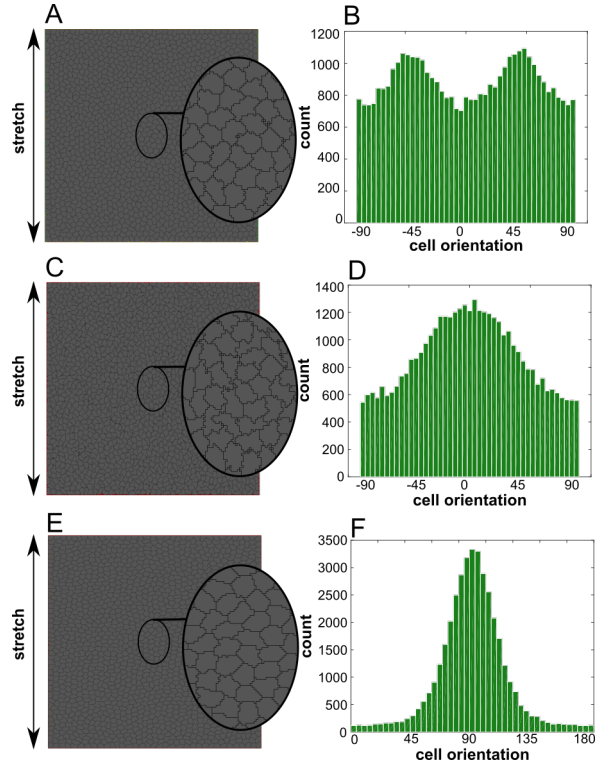 A
stretch
B
1200
1000
800
600
400
200
0
count
-90 -45 0 45 90
cell orientation
C
stretch
D
1400
1200
1000
800
600
400
200
0
count
-90 -45 0 45 90
cell orientation
E
stretch
F
3500
3000
2500
2000
1500
1000
500
0
count
0 45 90 135 180
cell orientation